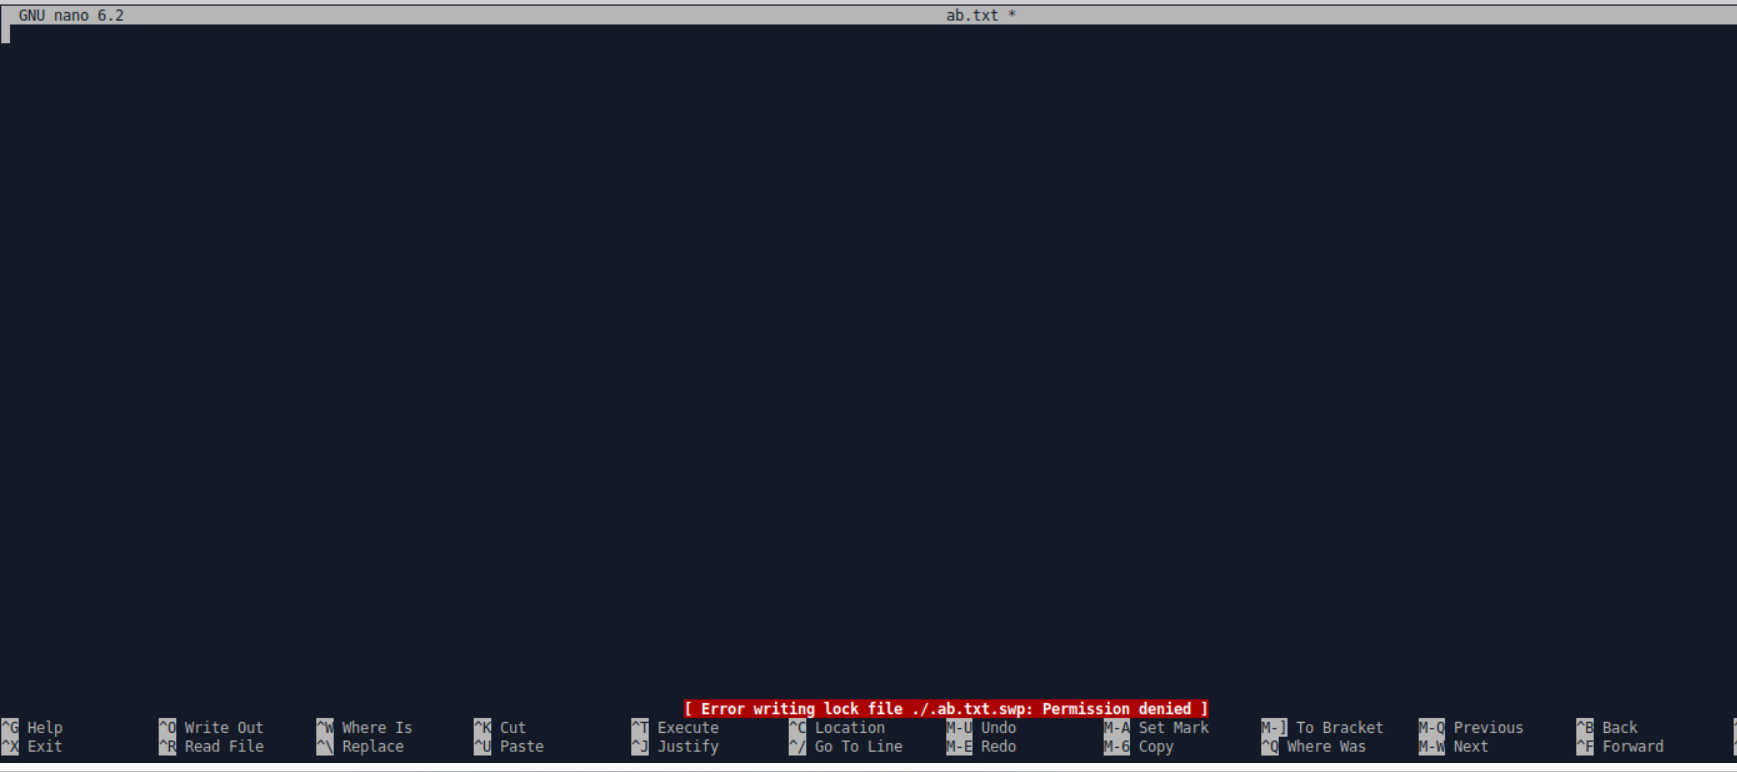 GNU nano 6.2 ab.txt *
[ Error writing lock file ./.ab.txt.swp: Permission denied ]
^G Help ^O Write Out ^W Where Is ^K Cut ^T Execute ^C Location M-U Undo M-A Set Mark M-] To Bracket M-Q Previous ^B Back
^X Exit ^R Read File ^\ Replace ^U Paste ^J Justify ^/ Go To Line M-E Redo M-6 Copy ^Q Where Was M-W Next ^F Forward